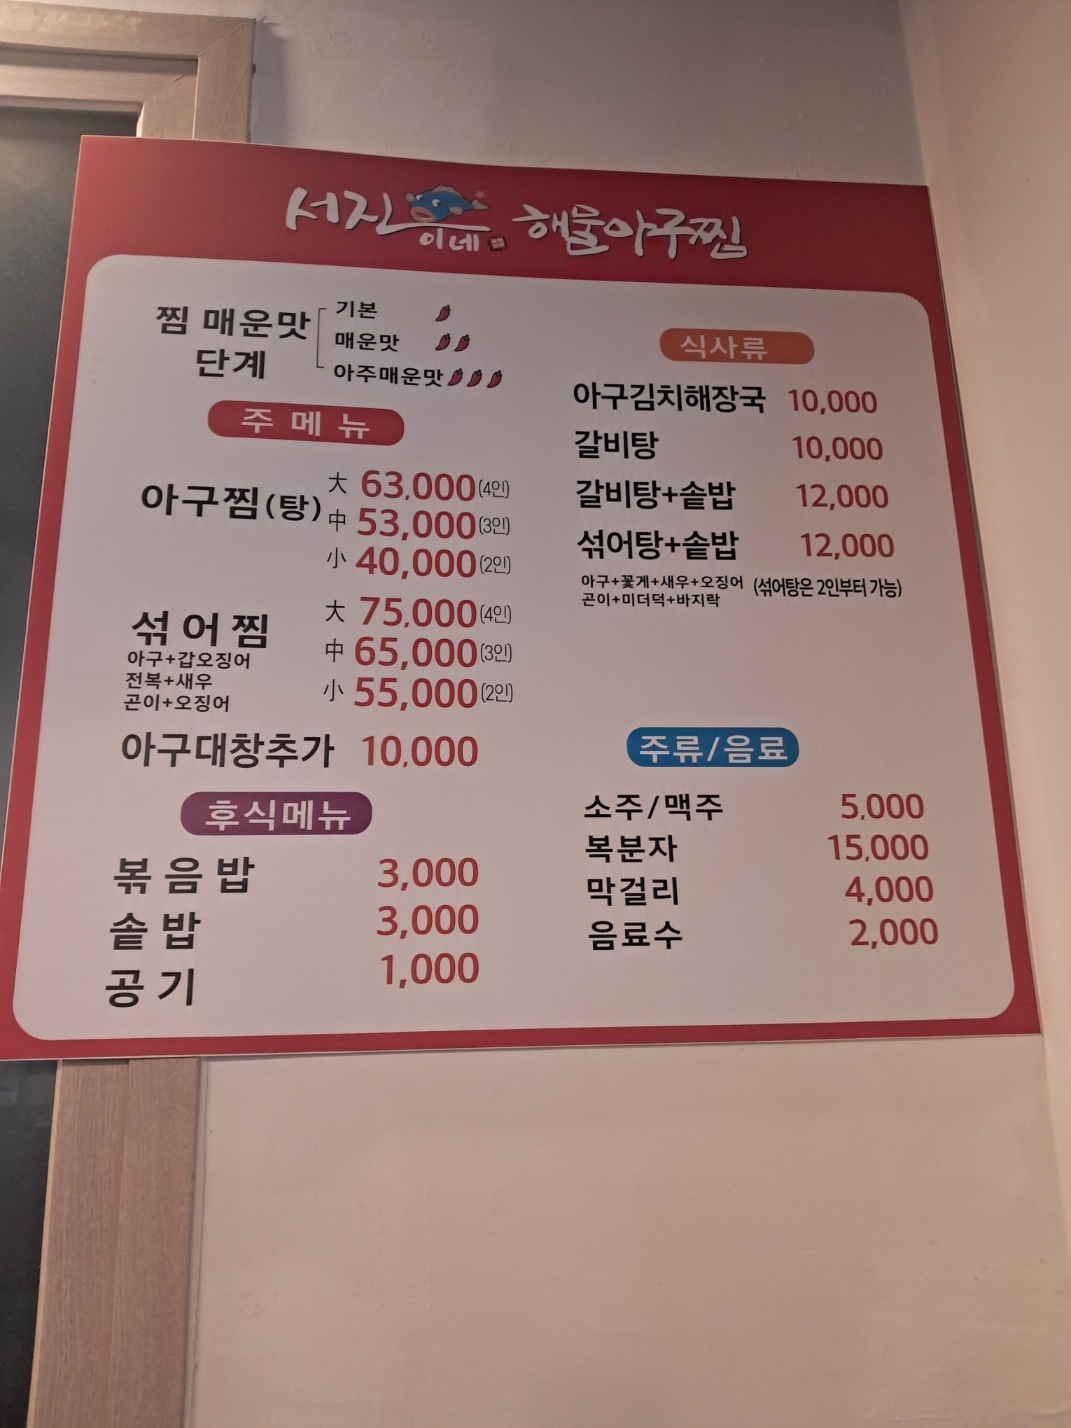 서진이네 해물아구찜
찜 매운맛 단계
기본
매운맛
아주매운맛
주 메 뉴
아구찜(탕)
大 63,000(4인)
中 53,000(3인)
小 40,000(2인)
섞어찜
아구+갑오징어
전복+새우
곤이+오징어
大 75,000(4인)
中 65,000(3인)
小 55,000(2인)
아구대창추가 10,000
후식메뉴
볶음밥 3,000
솥밥 3,000
공기 1,000
식사류
아구김치해장국 10,000
갈비탕 10,000
갈비탕+솥밥 12,000
섞어탕+솥밥 12,000
아구+꽃게+새우+오징어
곤이+미더덕+바지락
(섞어탕은 2인부터 가능)
주류/음료
소주/맥주 5,000
복분자 15,000
막걸리 4,000
음료수 2,000